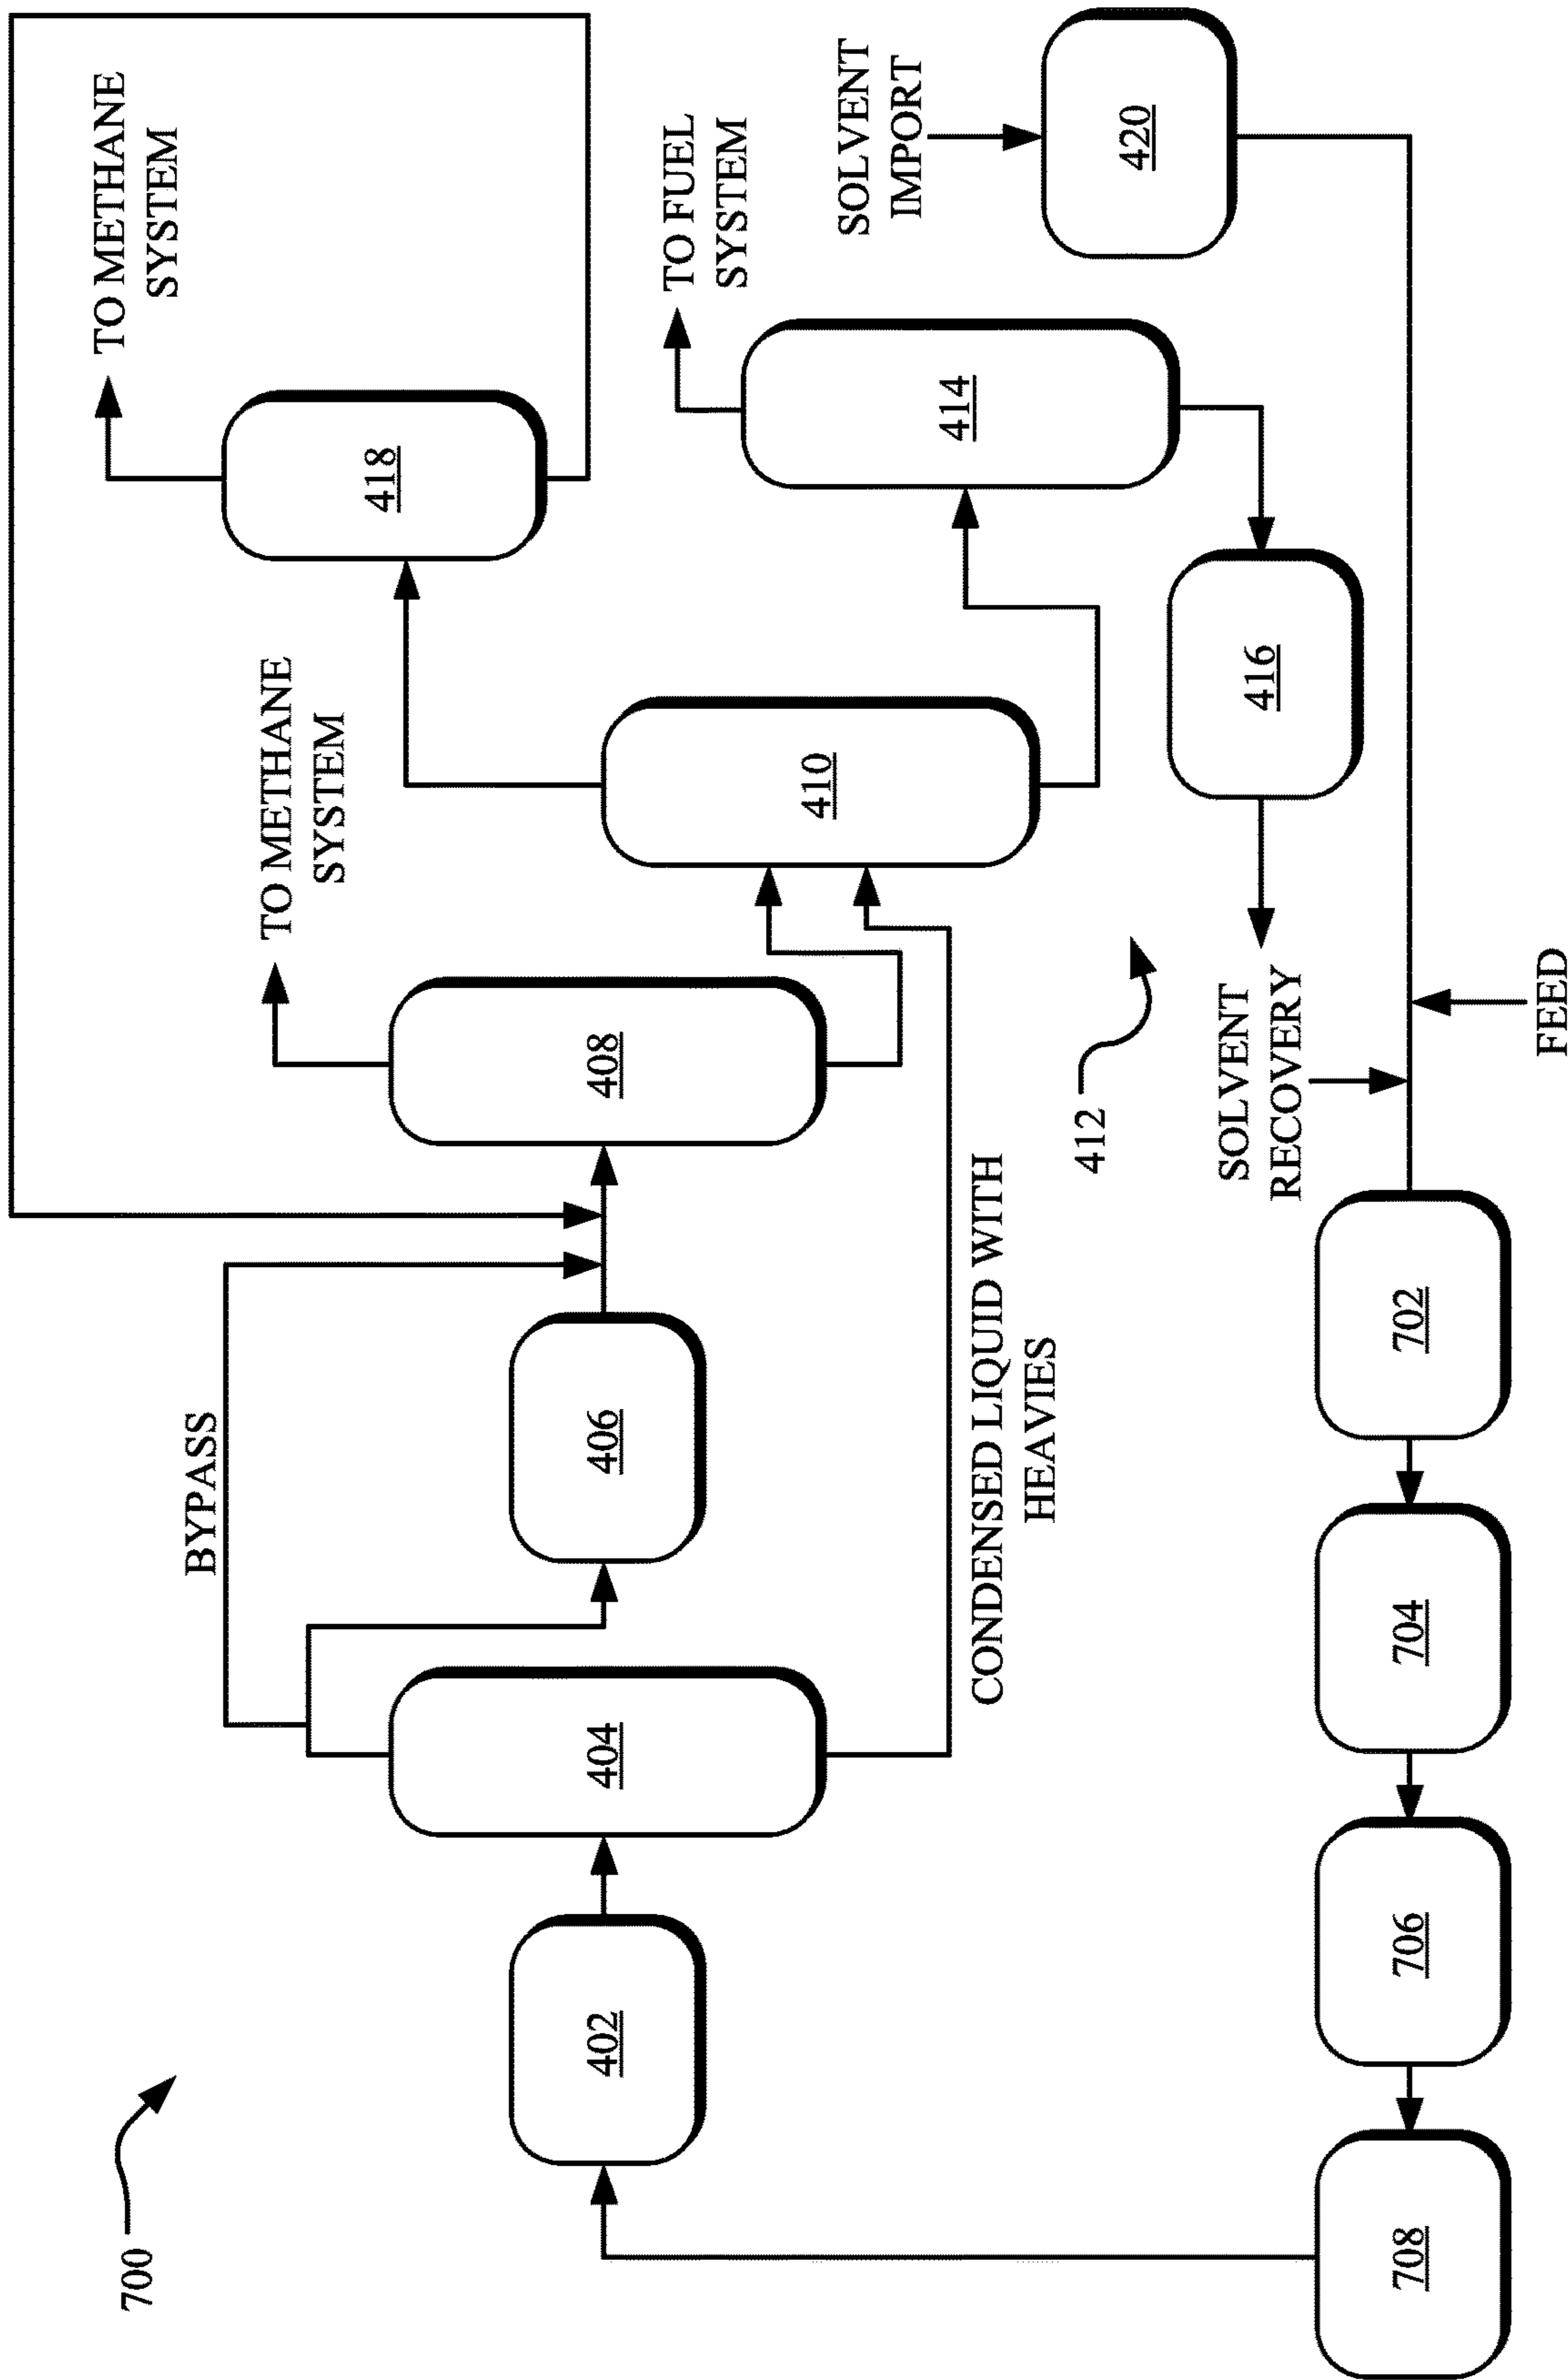 700
TO METHANE
SYSTEM
418
TO METHANE
SYSTEM
BYPASS
TO FUEL
SYSTEM
SOLVENT
IMPORT
402
404
406
408
410
414
420
CONDENSED LIQUID WITH
HEAVIES
412
416
SOLVENT
RECOVERY
708
706
704
702
FEED